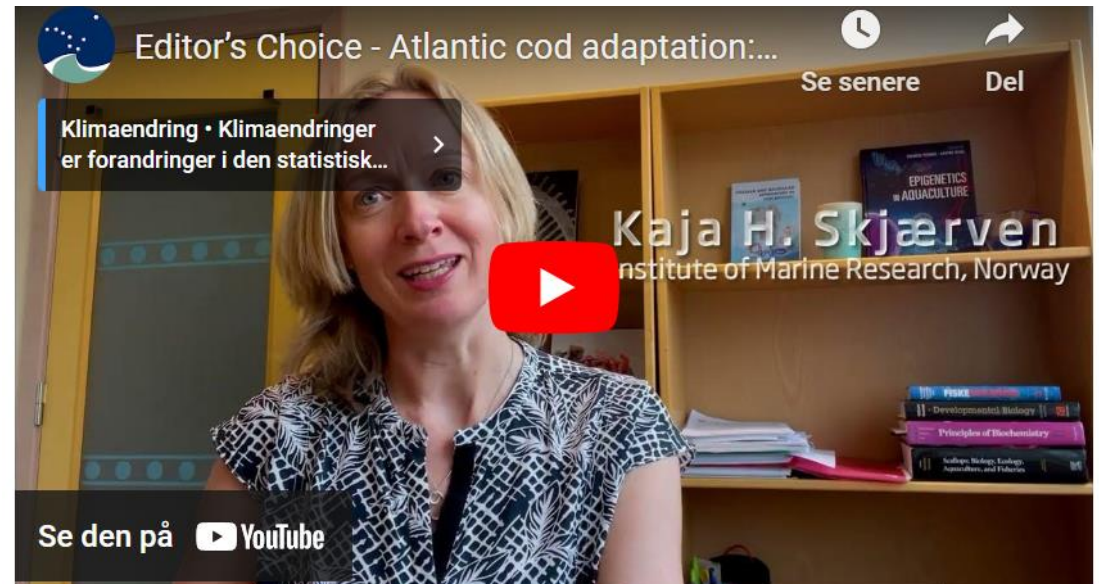 Editor’s Choice - Atlantic cod adaptation:...
Se senere
Del
Klimaendring • Klimaendringer
er forandringer i den statistisk...
EPIGENETICS
IN AQUACULTURE
Kaja H. Skjærven
nstitute of Marine Research, Norway
FISKE
Developmental Biology
Principles of Biochemistry
Scallops: Biology, Ecology,
Aquaculture, and Fisheries
Se den på YouTube